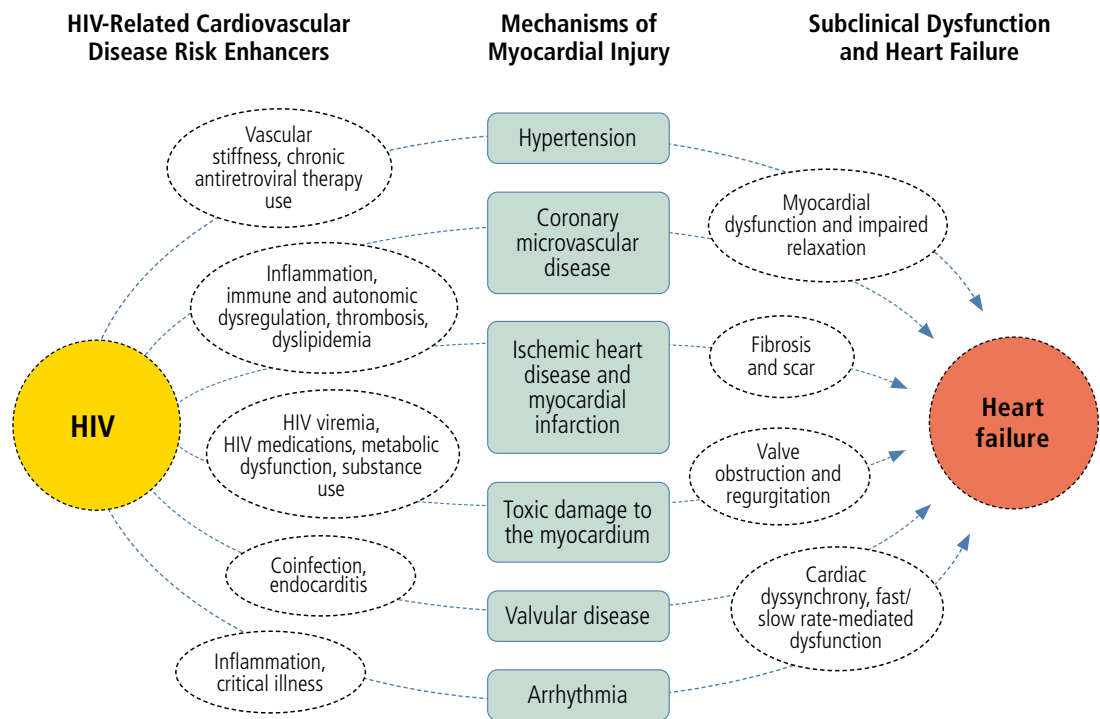 HIV-Related Cardiovascular
Disease Risk Enhancers
Mechanisms of
Myocardial Injury
Subclinical Dysfunction
and Heart Failure
Vascular
stiffness, chronic
antiretroviral therapy
use
Inflammation,
immune and autonomic
dysregulation, thrombosis,
dyslipidemia
HIV
HIV viremia,
HIV medications, metabolic
dysfunction, substance
use
Coinfection,
endocarditis
Inflammation,
critical illness
Hypertension
Coronary
microvascular
disease
Ischemic heart
disease and
myocardial
infarction
Toxic damage to
the myocardium
Valvular disease
Arrhythmia
Myocardial
dysfunction and impaired
relaxation
Fibrosis
and scar
Valve
obstruction and
regurgitation
Cardiac
dyssynchrony, fast/
slow rate-mediated
dysfunction
Heart
failure